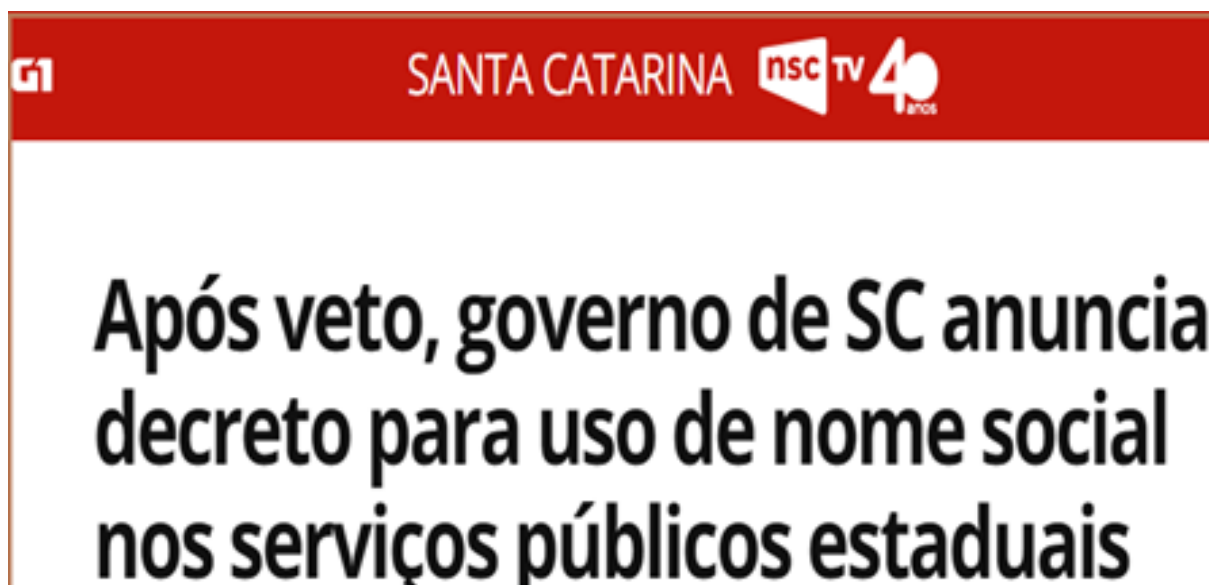 G1
SANTA CATARINA nsc TV 40 anos
Após veto, governo de SC anuncia
decreto para uso de nome social
nos serviços públicos estaduais